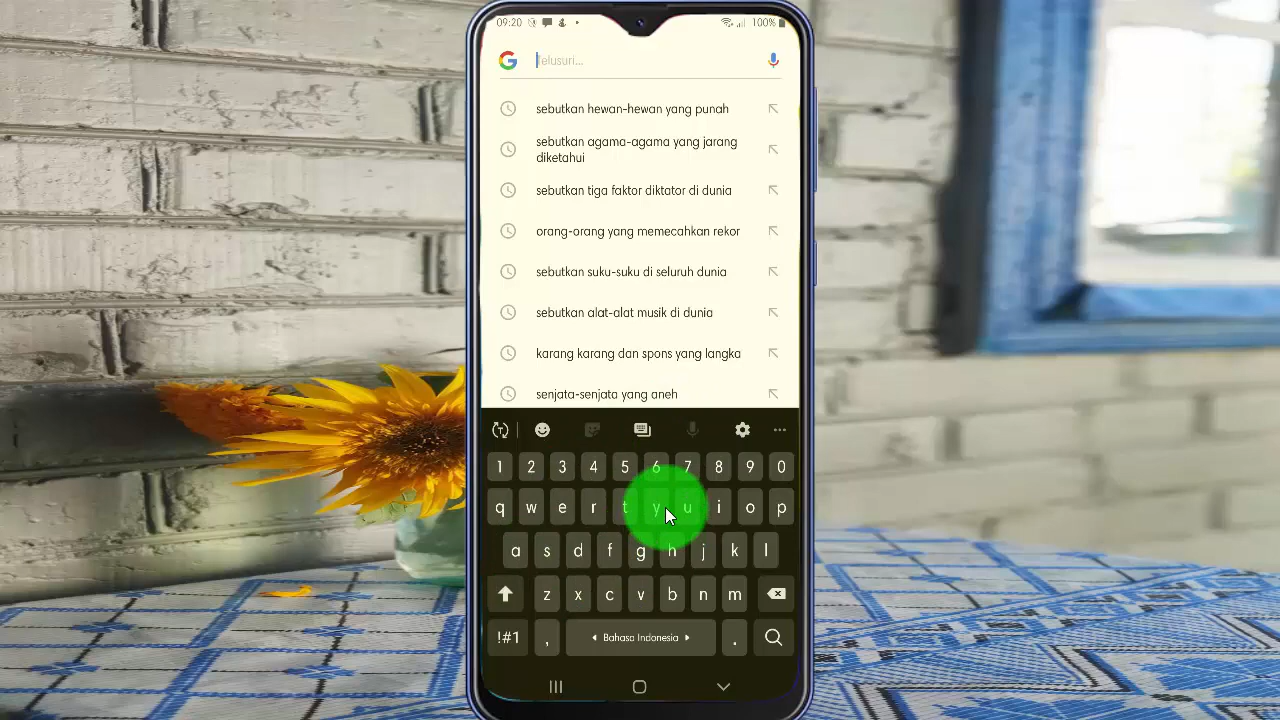 09:20 100%
Telusuri...
sebutkan hewan-hewan yang punah
sebutkan agama-agama yang jarang
diketahui
sebutkan tiga faktor diktator di dunia
orang-orang yang memecahkan rekor
sebutkan suku-suku di seluruh dunia
sebutkan alat-alat musik di dunia
karang karang dan spons yang langka
senjata-senjata yang aneh
1 2 3 4 5 6 7 8 9 0
q w e r t y u i o p
a s d f g h j k l
z x c v b n m
!#1 , Bahasa Indonesia .